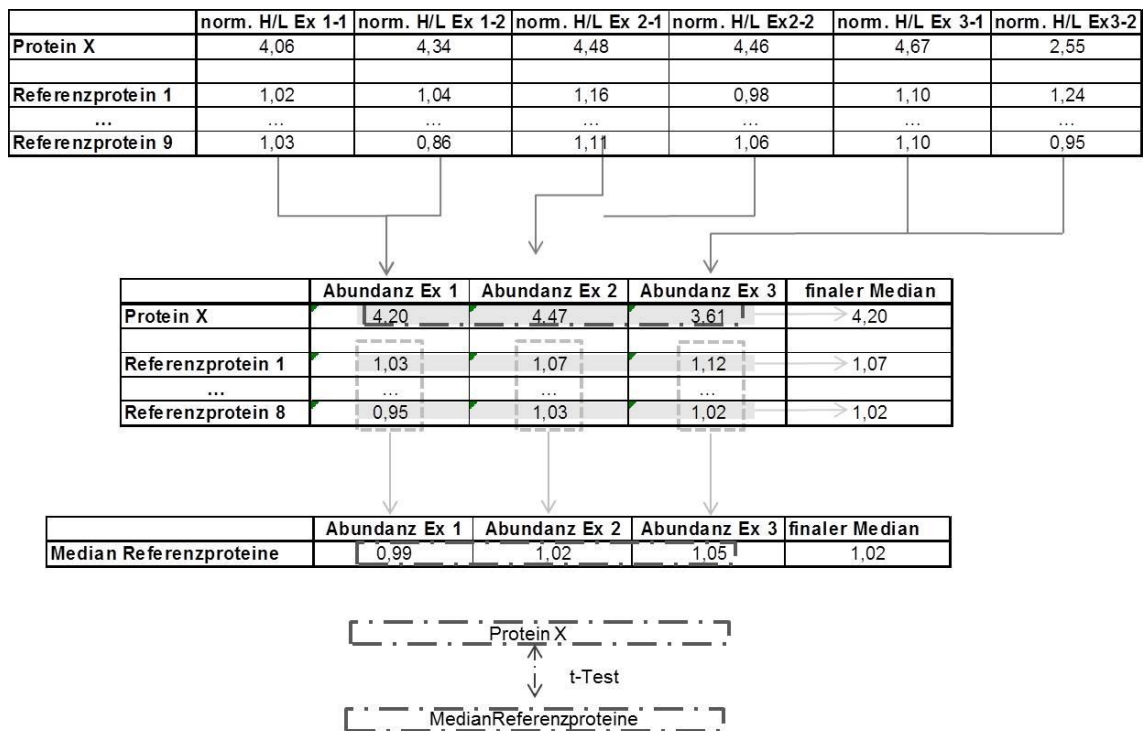 norm. H/L Ex 1-1 norm. H/L Ex 1-2 norm. H/L Ex 2-1 norm. H/L Ex2-2 norm. H/L Ex 3-1 norm. H/L Ex3-2
Protein X 4,06 4,34 4,48 4,46 4,67 2,55
Referenzprotein 1 1,02 1,04 1,16 0,98 1,10 1,24
... ... ... ... ... ... ...
Referenzprotein 9 1,03 0,86 1,11 1,06 1,10 0,95
Abundanz Ex 1 Abundanz Ex 2 Abundanz Ex 3 finaler Median
Protein X 4,20 4,47 3,61 4,20
Referenzprotein 1 1,03 1,07 1,12 1,07
... ... ... ...
Referenzprotein 8 0,95 1,03 1,02 1,02
Abundanz Ex 1 Abundanz Ex 2 Abundanz Ex 3 finaler Median
Median Referenzproteine 0,99 1,02 1,05 1,02
Protein X
t-Test
MedianReferenzproteine